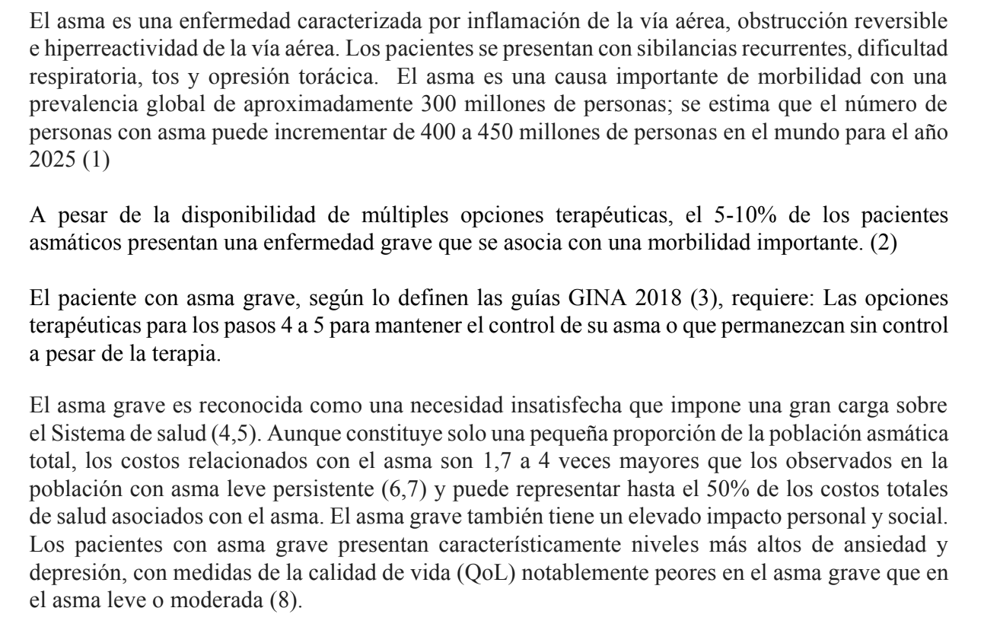 El asma es una enfermedad caracterizada por inflamación de la vía aérea, obstrucción reversible
e hiperreactividad de la vía aérea. Los pacientes se presentan con sibilancias recurrentes, dificultad
respiratoria, tos y opresión torácica.  El asma es una causa importante de morbilidad con una
prevalencia global de aproximadamente 300 millones de personas; se estima que el número de
personas con asma puede incrementar de 400 a 450 millones de personas en el mundo para el año
2025 (1)
A pesar de la disponibilidad de múltiples opciones terapéuticas, el 5-10% de los pacientes
asmáticos presentan una enfermedad grave que se asocia con una morbilidad importante. (2)
El paciente con asma grave, según lo definen las guías GINA 2018 (3), requiere: Las opciones
terapéuticas para los pasos 4 a 5 para mantener el control de su asma o que permanezcan sin control
a pesar de la terapia.
El asma grave es reconocida como una necesidad insatisfecha que impone una gran carga sobre
el Sistema de salud (4,5). Aunque constituye solo una pequeña proporción de la población asmática
total, los costos relacionados con el asma son 1,7 a 4 veces mayores que los observados en la
población con asma leve persistente (6,7) y puede representar hasta el 50% de los costos totales
de salud asociados con el asma. El asma grave también tiene un elevado impacto personal y social.
Los pacientes con asma grave presentan característicamente niveles más altos de ansiedad y
depresión, con medidas de la calidad de vida (QoL) notablemente peores en el asma grave que en
el asma leve o moderada (8).